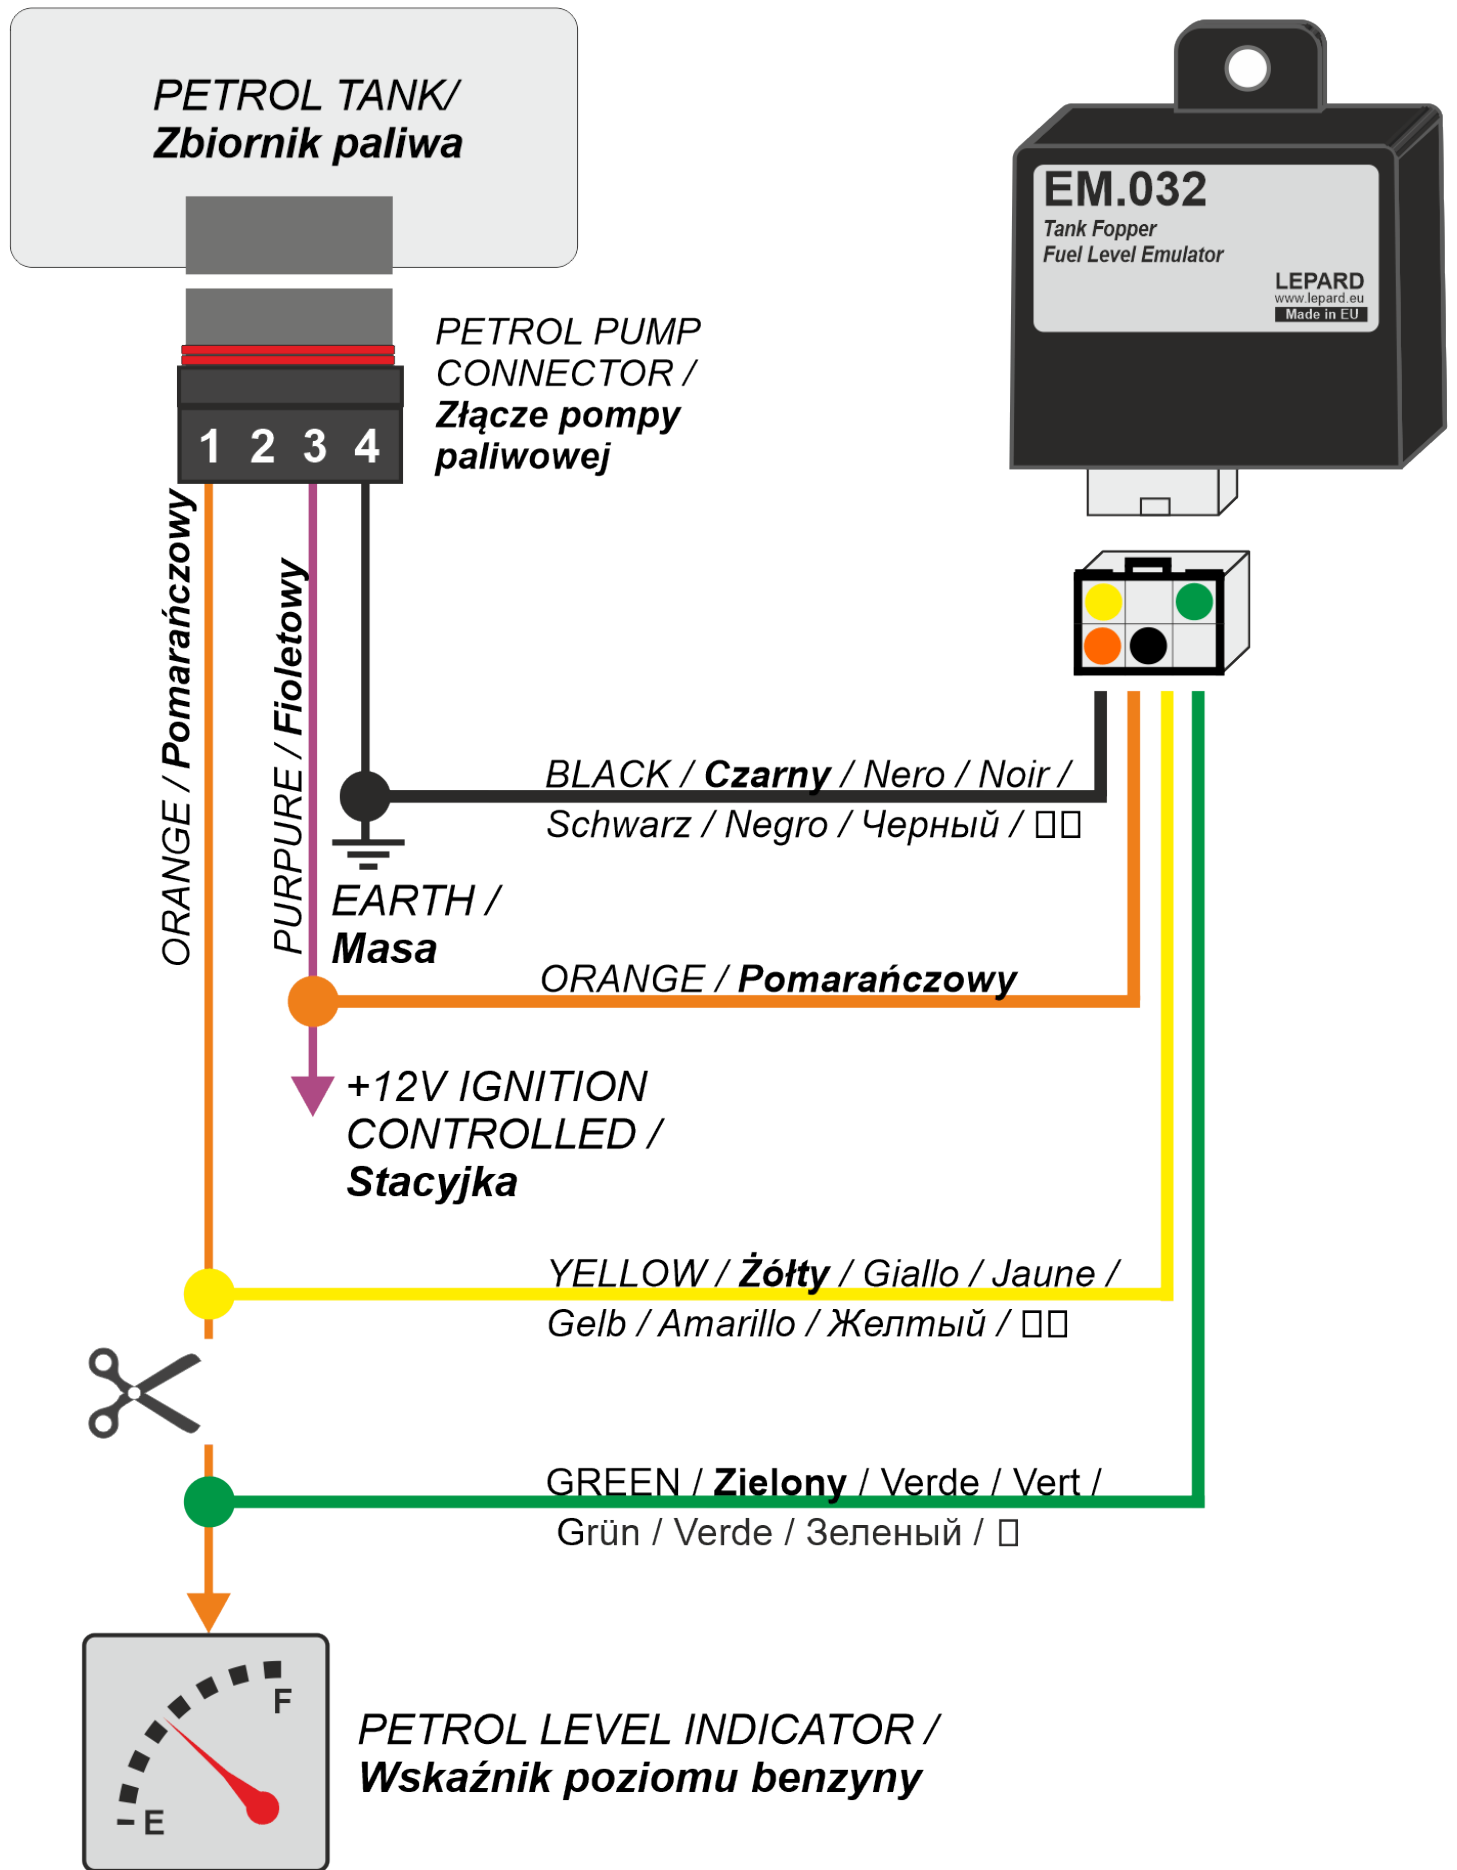 PETROL TANK/
Zbiornik paliwa
EM.032
Tank Fopper
Fuel Level Emulator
LEPARD
www.lepard.eu
Made in EU
PETROL PUMP
CONNECTOR /
Złącze pompy
paliwowej
1 2 3 4
ORANGE / Pomarańczowy
PURPURE / Fioletowy
BLACK / Czarny / Nero / Noir /
Schwarz / Negro / Черный / □□
EARTH /
Masa
ORANGE / Pomarańczowy
+12V IGNITION
CONTROLLED /
Stacyjka
YELLOW / Żółty / Giallo / Jaune /
Gelb / Amarillo / Желтый / □□
GREEN / Zielony / Verde / Vert /
Grün / Verde / Зеленый / □
F
E
PETROL LEVEL INDICATOR /
Wskaźnik poziomu benzyny